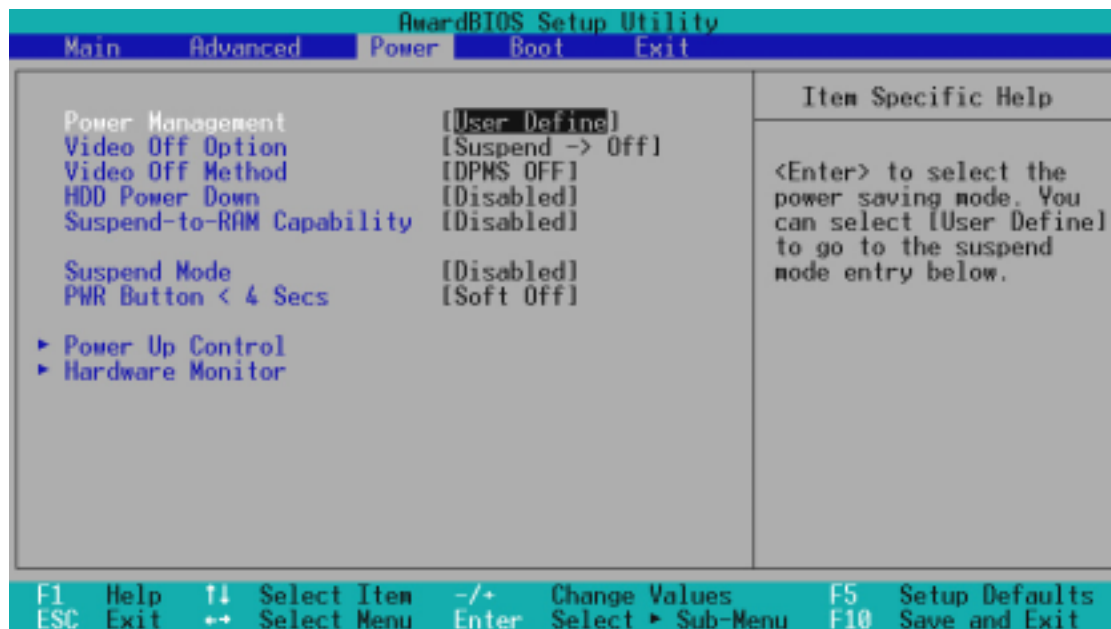 AwardBIOS Setup Utility
Main Advanced Power Boot Exit
Power Management [User Define]
Video Off Option [Suspend -> Off]
Video Off Method [DPMS OFF]
HDD Power Down [Disabled]
Suspend-to-RAM Capability [Disabled]
Suspend Mode [Disabled]
PWR Button < 4 Secs [Soft Off]
▸ Power Up Control
▸ Hardware Monitor
Item Specific Help
<Enter> to select the
power saving mode. You
can select [User Define]
to go to the suspend
mode entry below.
F1 Help ↑↓ Select Item -/+ Change Values F5 Setup Defaults
ESC Exit ←→ Select Menu Enter Select ▸ Sub-Menu F10 Save and Exit